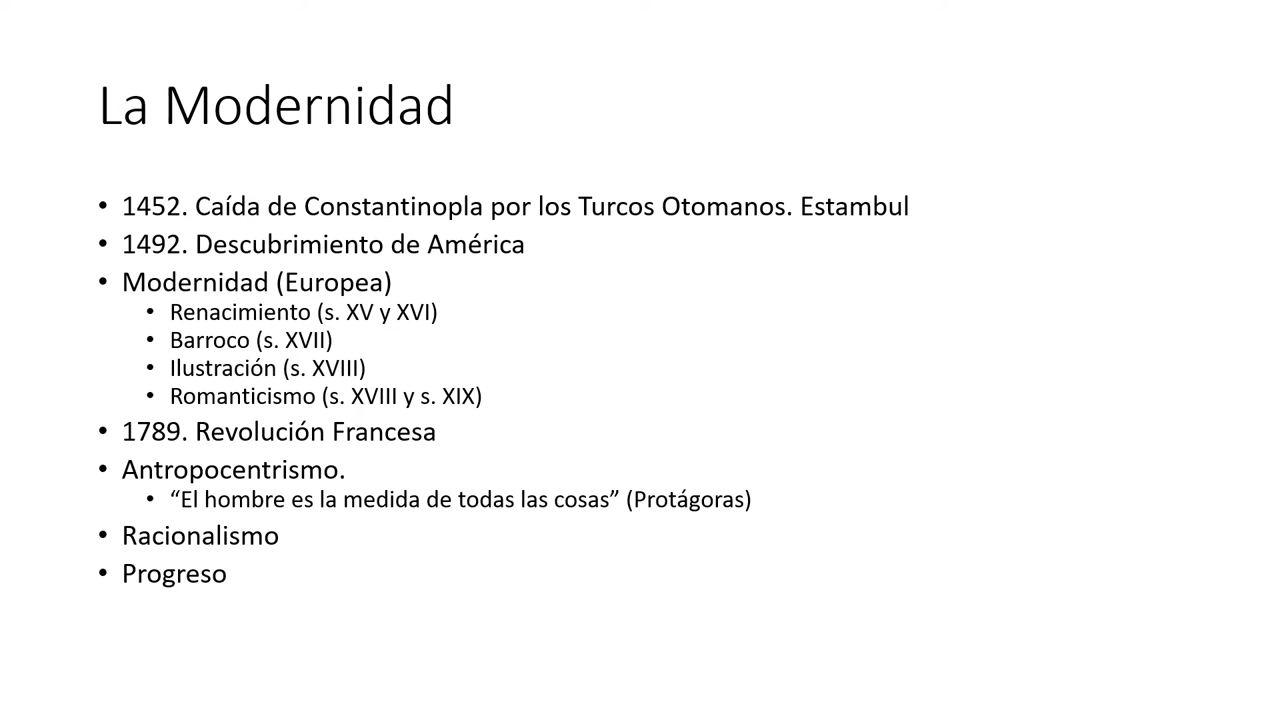 La Modernidad
• 1452. Caída de Constantinopla por los Turcos Otomanos. Estambul
• 1492. Descubrimiento de América
• Modernidad (Europea)
• Renacimiento (s. XV y XVI)
• Barroco (s. XVII)
• Ilustración (s. XVIII)
• Romanticismo (s. XVIII y s. XIX)
• 1789. Revolución Francesa
• Antropocentrismo.
• “El hombre es la medida de todas las cosas” (Protágoras)
• Racionalismo
• Progreso